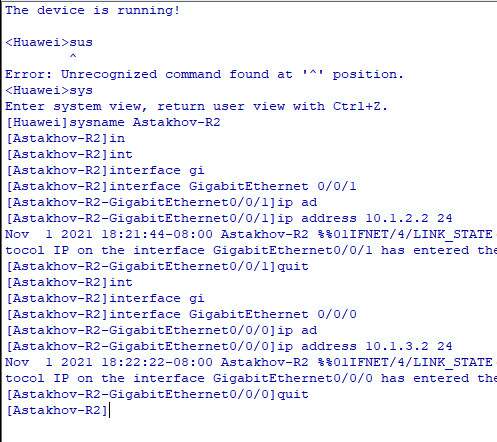 The device is running!
<Huawei>sus
^
Error: Unrecognized command found at '^' position.
<Huawei>sys
Enter system view, return user view with Ctrl+Z.
[Huawei]sysname Astakhov-R2
[Astakhov-R2]in
[Astakhov-R2]int
[Astakhov-R2]interface gi
[Astakhov-R2]interface GigabitEthernet 0/0/1
[Astakhov-R2-GigabitEthernet0/0/1]ip ad
[Astakhov-R2-GigabitEthernet0/0/1]ip address 10.1.2.2 24
Nov  1 2021 18:21:44-08:00 Astakhov-R2 %%01IFNET/4/LINK_STATE
tocol IP on the interface GigabitEthernet0/0/1 has entered the
[Astakhov-R2-GigabitEthernet0/0/1]quit
[Astakhov-R2]int
[Astakhov-R2]interface gi
[Astakhov-R2]interface GigabitEthernet 0/0/0
[Astakhov-R2-GigabitEthernet0/0/0]ip ad
[Astakhov-R2-GigabitEthernet0/0/0]ip address 10.1.3.2 24
Nov  1 2021 18:22:22-08:00 Astakhov-R2 %%01IFNET/4/LINK_STATE
tocol IP on the interface GigabitEthernet0/0/0 has entered the
[Astakhov-R2-GigabitEthernet0/0/0]quit
[Astakhov-R2]